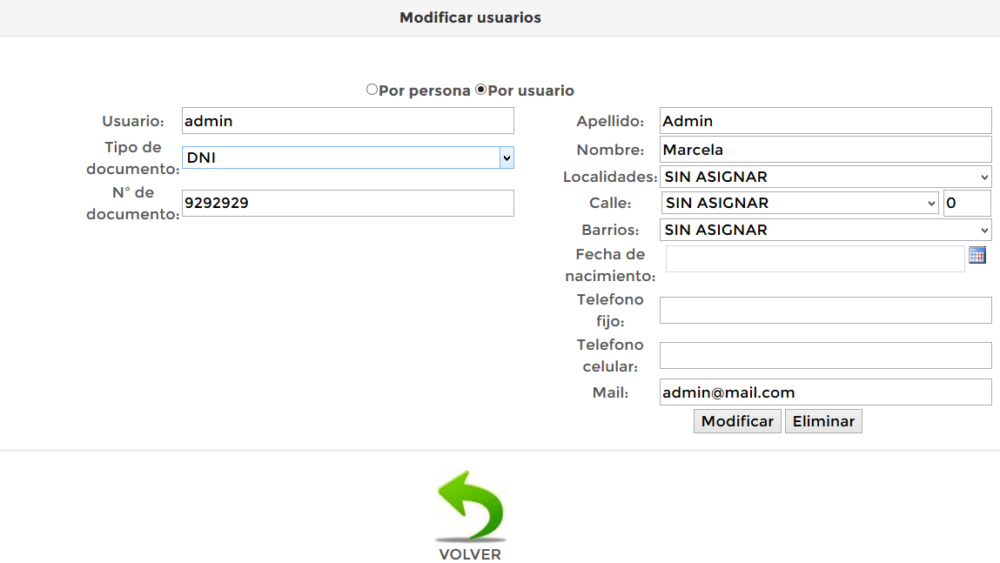 Modificar usuarios
Por persona Por usuario
Usuario: admin
Tipo de
documento: DNI
N° de
documento: 9292929
Apellido: Admin
Nombre: Marcela
Localidades: SIN ASIGNAR
Calle: SIN ASIGNAR 0
Barrios: SIN ASIGNAR
Fecha de
nacimiento:
Telefono
fijo:
Telefono
celular:
Mail: admin@mail.com
Modificar Eliminar
VOLVER